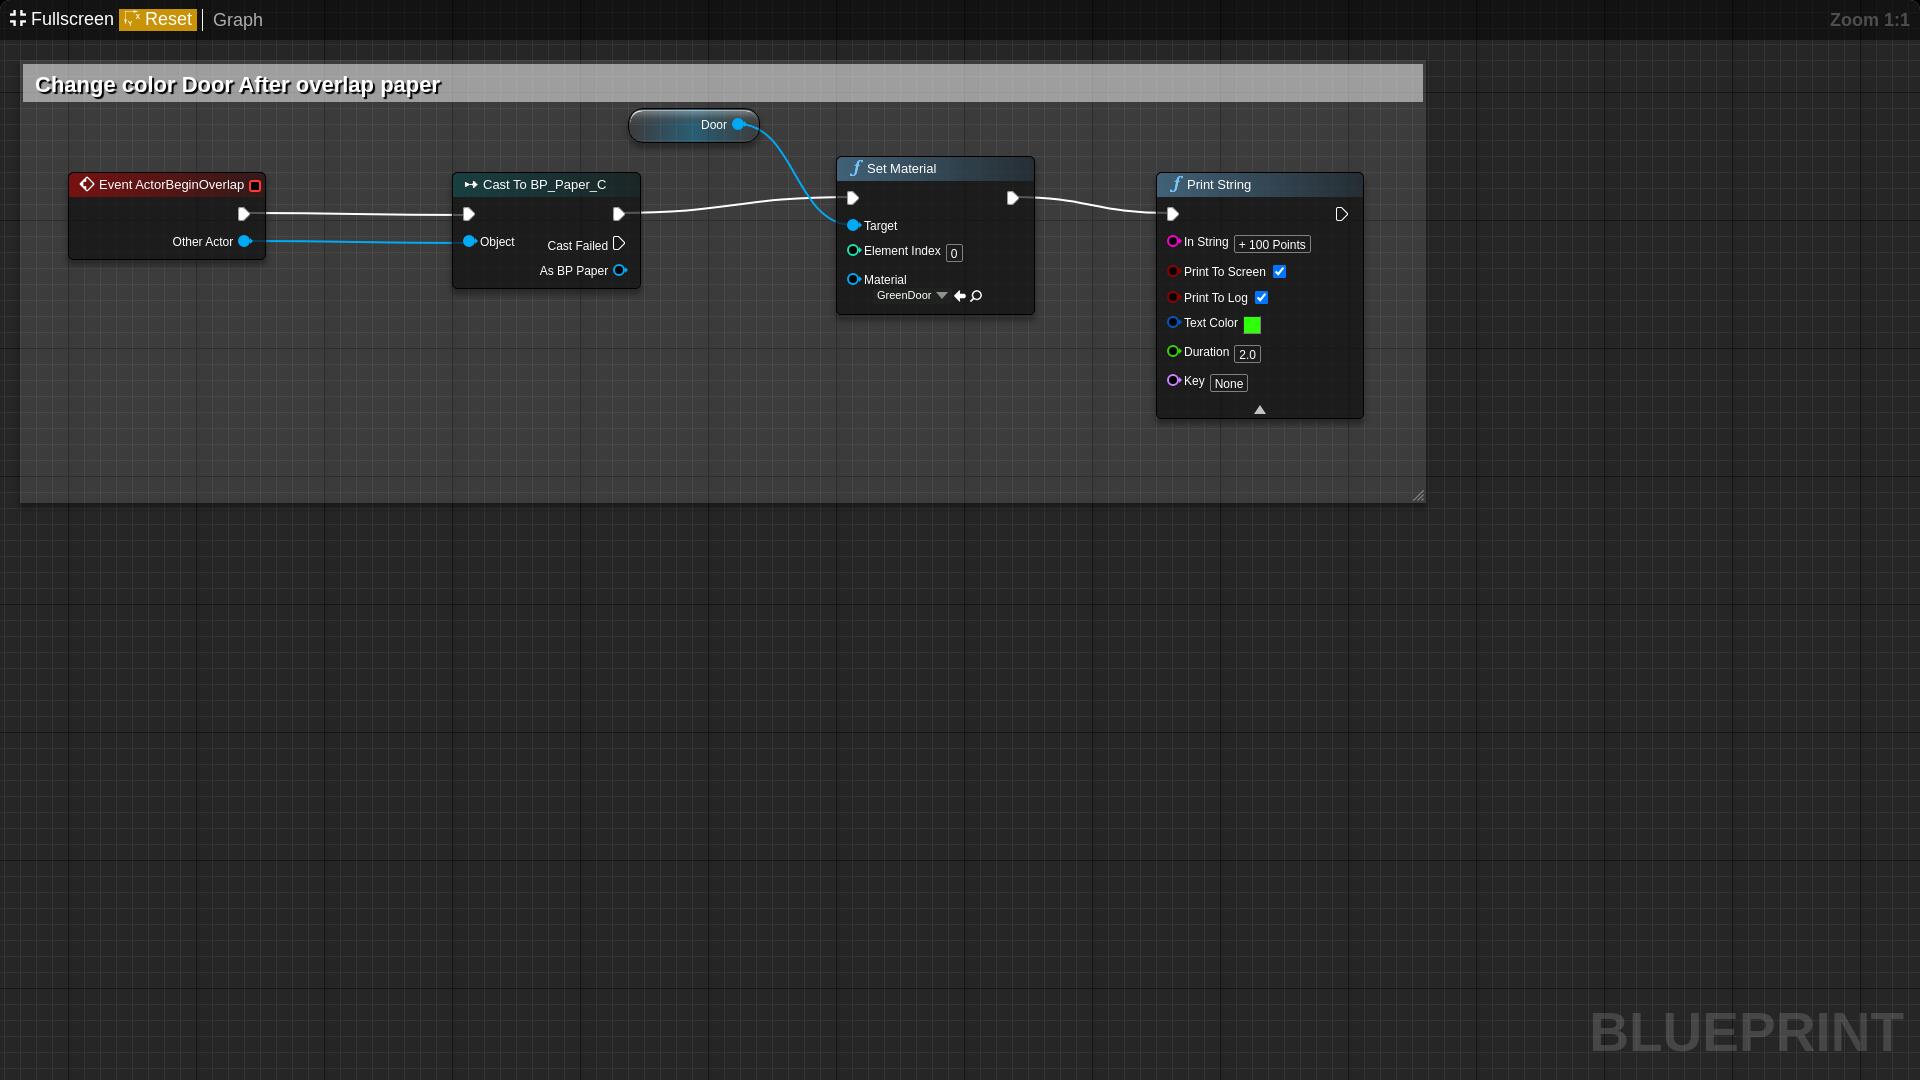 Fullscreen Reset Graph Zoom 1:1
Change color Door After overlap paper
Door
Event ActorBeginOverlap
Other Actor
Cast To BP_Paper_C
Object
Cast Failed
As BP Paper
Set Material
Target
Element Index 0
Material
GreenDoor
Print String
In String + 100 Points
Print To Screen
Print To Log
Text Color
Duration 2.0
Key None
BLUEPRINT